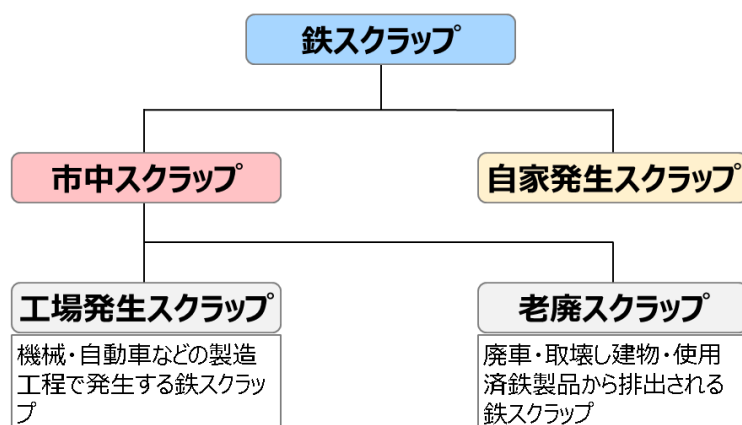 鉄スクラップ
市中スクラップ
自家発生スクラップ
工場発生スクラップ
機械・自動車などの製造
工程で発生する鉄スクラッ
プ
老廃スクラップ
廃車・取壊し建物・使用
済鉄製品から排出される
鉄スクラップ